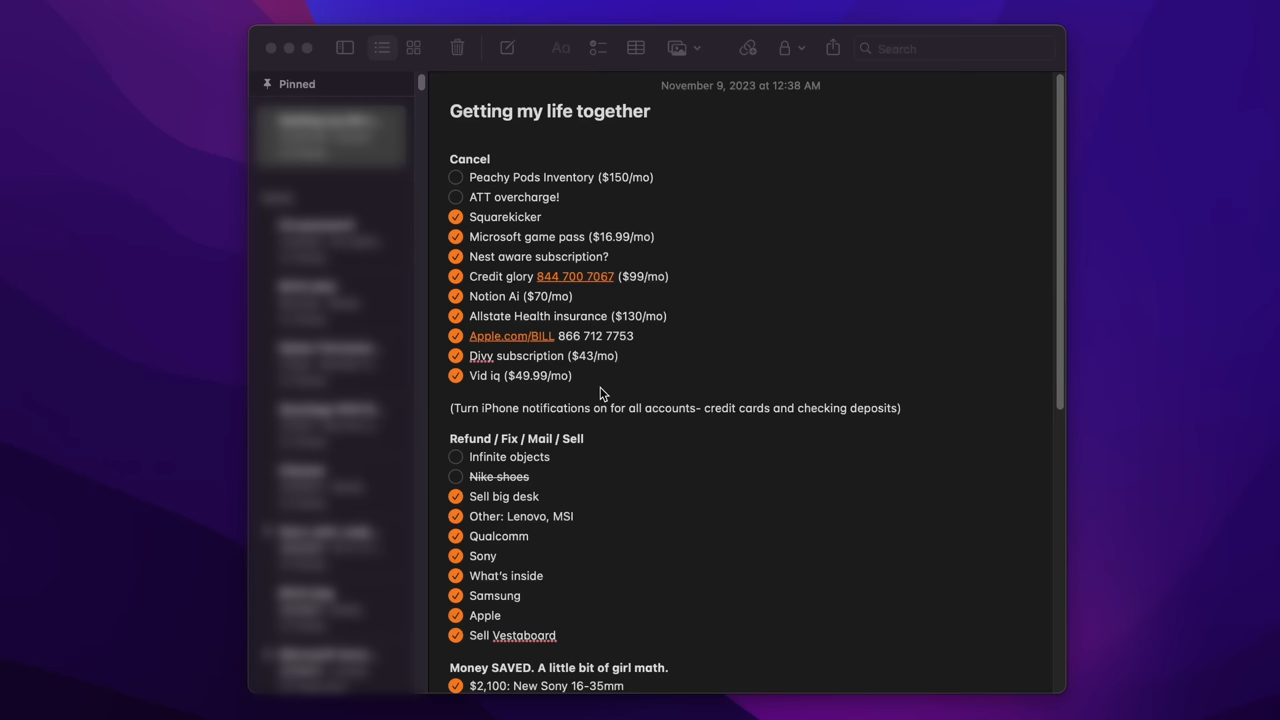 Aa
Search
Pinned
November 9, 2023 at 12:38 AM
Getting my life together
Cancel
Peachy Pods Inventory ($150/mo)
ATT overcharge!
Squarekicker
Microsoft game pass ($16.99/mo)
Nest aware subscription?
Credit glory 844 700 7067 ($99/mo)
Notion Ai ($70/mo)
Allstate Health insurance ($130/mo)
Apple.com/BILL 866 712 7753
Divy subscription ($43/mo)
Vid iq ($49.99/mo)
(Turn iPhone notifications on for all accounts- credit cards and checking deposits)
Refund / Fix / Mail / Sell
Infinite objects
Nike shoes
Sell big desk
Other: Lenovo, MSI
Qualcomm
Sony
What's inside
Samsung
Apple
Sell Vestaboard
Money SAVED. A little bit of girl math.
$2,100: New Sony 16-35mm